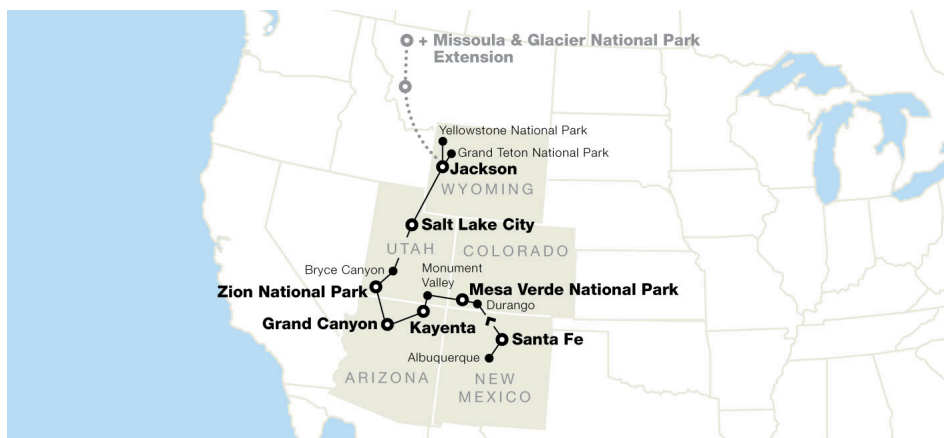 + Missoula & Glacier National Park
Extension
Yellowstone National Park
Grand Teton National Park
Jackson
WYOMING
Salt Lake City
UTAH
COLORADO
Bryce Canyon
Monument
Valley
Zion National Park
Mesa Verde National Park
Durango
Grand Canyon
Kayenta
Santa Fe
Albuquerque
ARIZONA
NEW
MEXICO